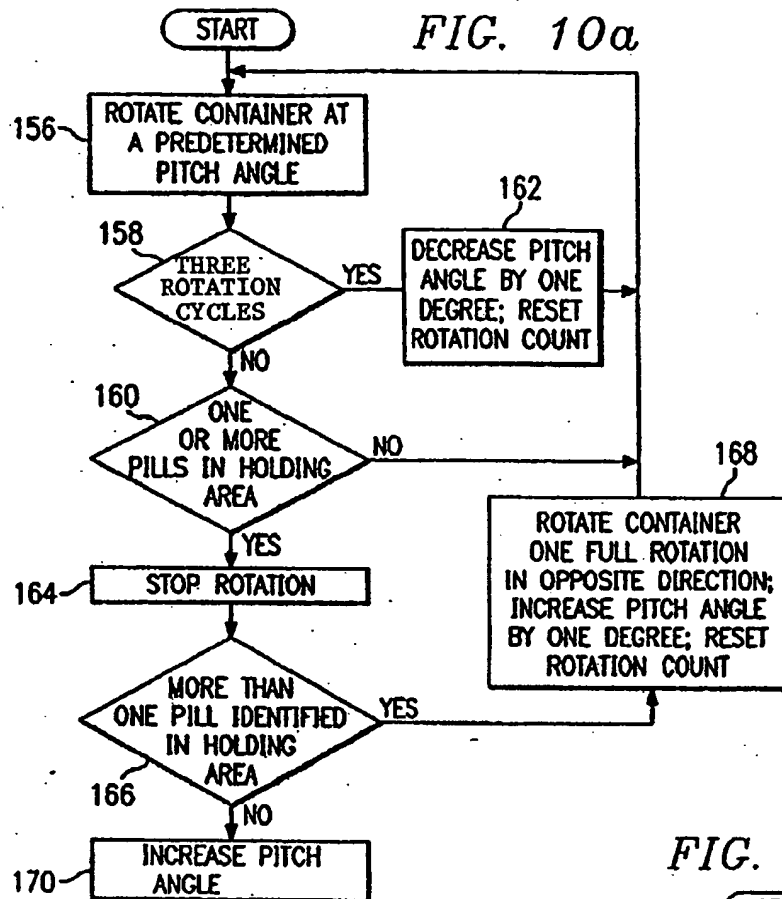 START
FIG. 10a
156
ROTATE CONTAINER AT
A PREDETERMINED
PITCH ANGLE
158
THREE
ROTATION
CYCLES
YES
162
DECREASE PITCH
ANGLE BY ONE
DEGREE; RESET
ROTATION COUNT
NO
160
ONE
OR MORE
PILLS IN HOLDING
AREA
NO
YES
168
ROTATE CONTAINER
ONE FULL ROTATION
IN OPPOSITE DIRECTION;
INCREASE PITCH ANGLE
BY ONE DEGREE; RESET
ROTATION COUNT
164
STOP ROTATION
MORE THAN
ONE PILL IDENTIFIED
IN HOLDING
AREA
YES
166
NO
170
INCREASE PITCH
ANGLE
FIG.